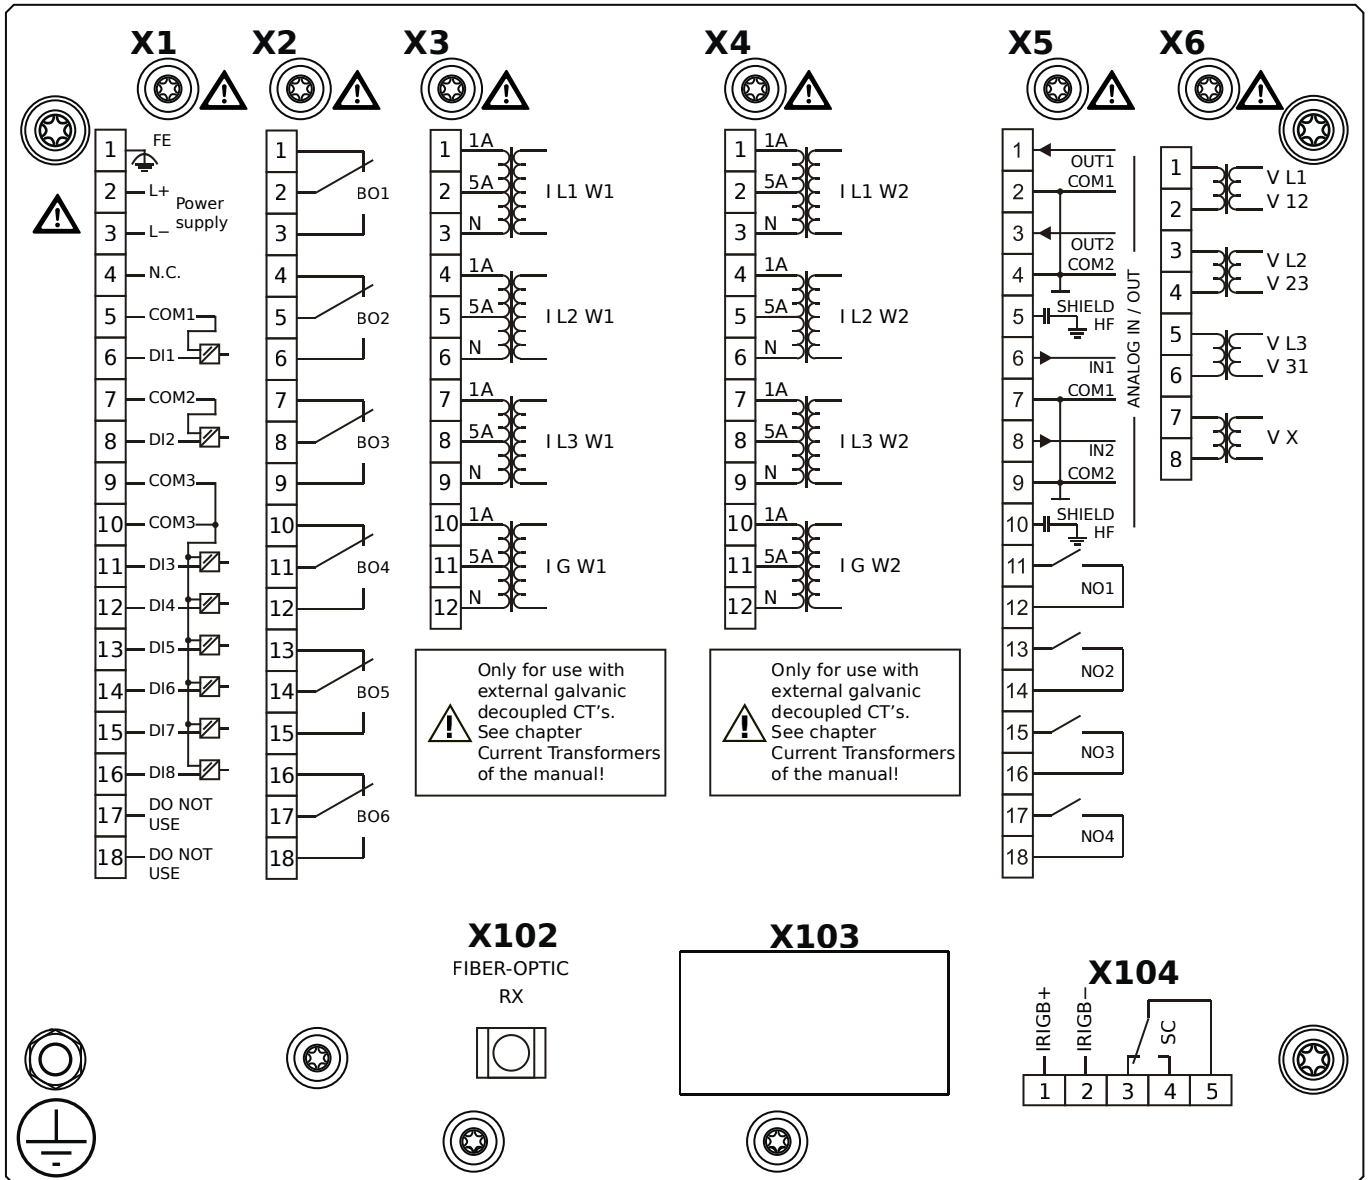 X1
X2
X3
X4
X5
X6
1 FE
2 L+
Power
supply
3 L−
4 N.C.
5 COM1
6 DI1
7 COM2
8 DI2
9 COM3
10 COM3
11 DI3
12 DI4
13 DI5
14 DI6
15 DI7
16 DI8
17 DO NOT
USE
18 DO NOT
USE
1
2 BO1
3
4
5 BO2
6
7
8 BO3
9
10
11 BO4
12
13
14 BO5
15
16
17 BO6
18
1 1A
2 5A I L1 W1
3 N
4 1A
5 5A I L2 W1
6 N
7 1A
8 5A I L3 W1
9 N
10 1A
11 5A I G W1
12 N
Only for use with
external galvanic
decoupled CT's.
See chapter
Current Transformers
of the manual!
1 1A
2 5A I L1 W2
3 N
4 1A
5 5A I L2 W2
6 N
7 1A
8 5A I L3 W2
9 N
10 1A
11 5A I G W2
12 N
Only for use with
external galvanic
decoupled CT's.
See chapter
Current Transformers
of the manual!
1 OUT1
2 COM1
3 OUT2
4 COM2
5 SHIELD
HF
6 IN1
7 COM1
8 IN2
9 COM2
10 SHIELD
HF
ANALOG IN / OUT
11
NO1
12
13
NO2
14
15
NO3
16
17
NO4
18
1 V L1
2 V 12
3 V L2
4 V 23
5 V L3
6 V 31
7
V X
8
X102
FIBER-OPTIC
RX
X103
X104
IRIGB+
IRIGB−
SC
1 2 3 4 5